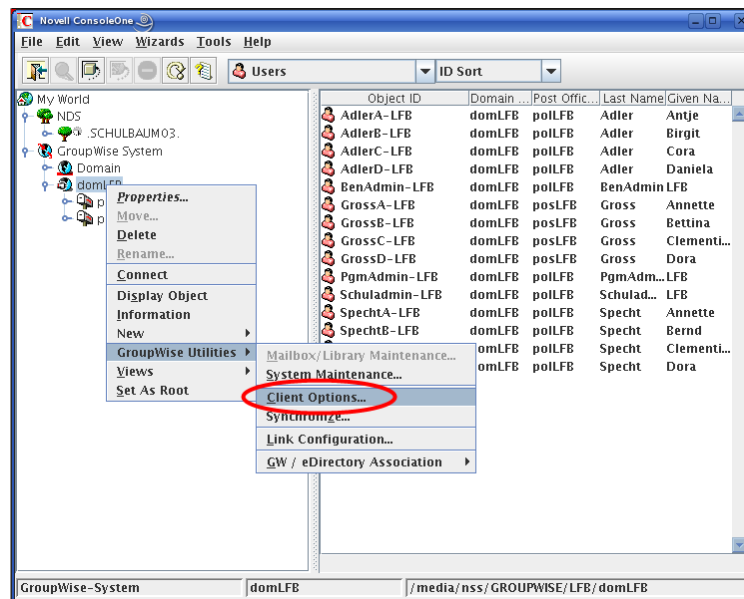 Novell ConsoleOne
File Edit View Wizards Tools Help
Users
ID Sort
My World
NDS
.SCHULBAUM03.
GroupWise System
Domain
domLFB
p
p
Object ID Domain ... Post Offic... Last Name Given Na...
AdlerA-LFB domLFB polLFB Adler Antje
AdlerB-LFB domLFB polLFB Adler Birgit
AdlerC-LFB domLFB polLFB Adler Cora
AdlerD-LFB domLFB polLFB Adler Daniela
BenAdmin-LFB domLFB polLFB BenAdmin LFB
GrossA-LFB domLFB posLFB Gross Annette
GrossB-LFB domLFB posLFB Gross Bettina
GrossC-LFB domLFB posLFB Gross Clementi...
GrossD-LFB domLFB posLFB Gross Dora
PgmAdmin-LFB domLFB polLFB PgmAdm... LFB
Schuladmin-LFB domLFB polLFB Schulad... LFB
SpechtA-LFB domLFB polLFB Specht Annette
SpechtB-LFB domLFB polLFB Specht Bernd
omLFB polLFB Specht Clementi...
omLFB polLFB Specht Dora
Properties...
Move...
Delete
Rename...
Connect
Display Object
Information
New
GroupWise Utilities
Views
Set As Root
Mailbox/Library Maintenance...
System Maintenance...
Client Options...
Synchronize...
Link Configuration...
GW / eDirectory Association
GroupWise-System
domLFB
/media/nss/GROUPWISE/LFB/domLFB